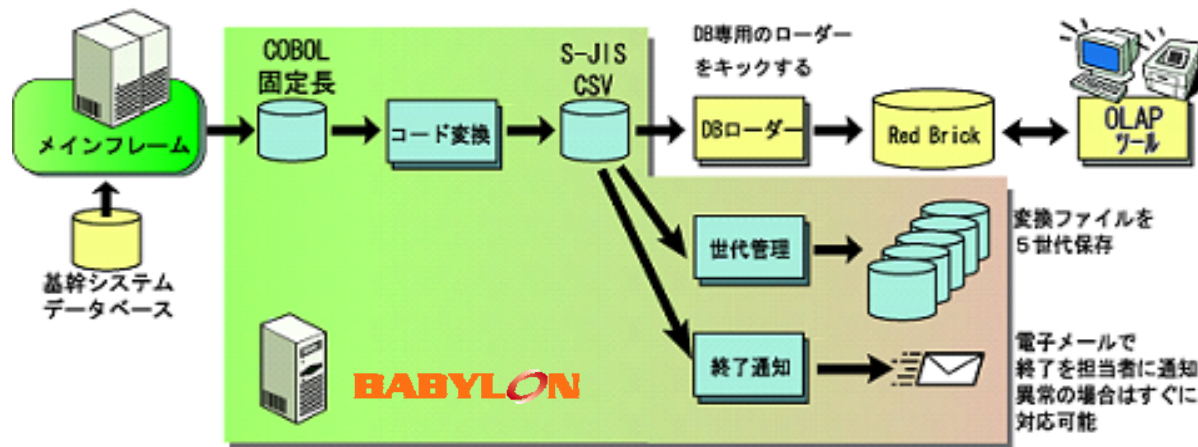 COBOL
固定長
S-JIS
CSV
DB専用のローダー
をキックする
メインフレーム
コード変換
DBローダー
Red Brick
OLAP
ツール
基幹システム
データベース
世代管理
変換ファイルを
5世代保存
終了通知
電子メールで
終了を担当者に通知
異常の場合はすぐに
対応可能
BABYLON